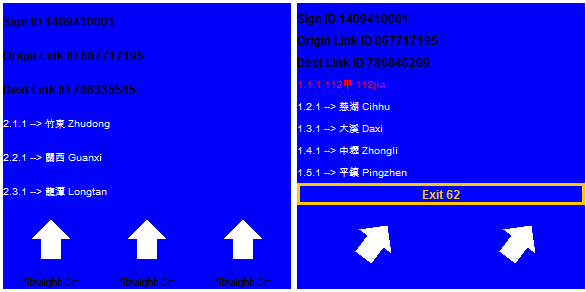 Sign ID 1409410001
Origin Link ID 867717195
Best Link ID 786335585
2.1.1 --> 竹東 Zhudong
2.2.1 --> 關西 Guanxi
2.3.1 --> 龍潭 Longtan
Straight On Straight On Straight On
Sign ID 1409410001
Origin Link ID 867717195
Best Link ID 786846269
1.1.1 112甲 112jia
1.2.1 --> 慈湖 Cihhu
1.3.1 --> 大溪 Daxi
1.4.1 --> 中壢 Zhongli
1.5.1 --> 平鎮 Pingzhen
Exit 62